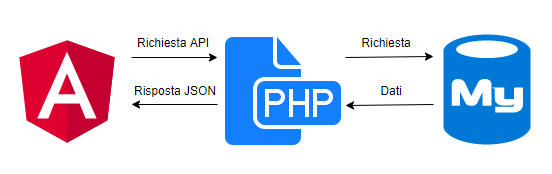 Richiesta API
Richiesta
Risposta JSON
Dati
A
PHP
My